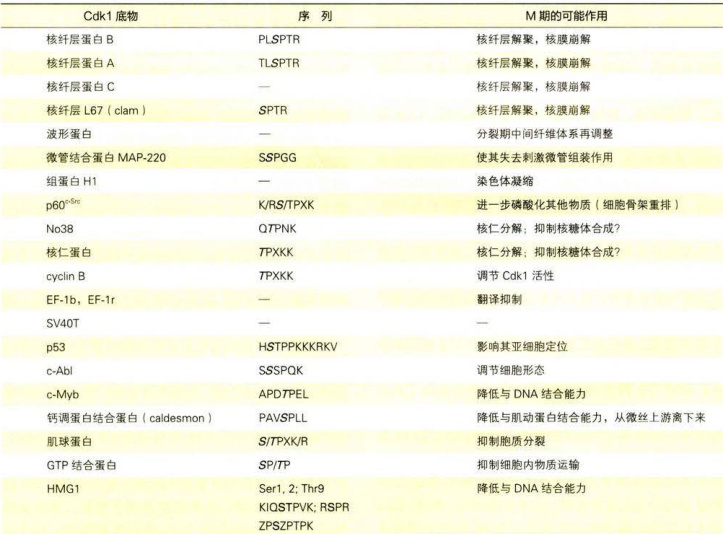 Cdk1 底物 序 列 M 期的可能作用
核纤层蛋白 B PLSPTR 核纤层解聚，核膜崩解
核纤层蛋白 A TLSPTR 核纤层解聚，核膜崩解
核纤层蛋白 C — 核纤层解聚，核膜崩解
核纤层 L67（clam） SPTR 核纤层解聚，核膜崩解
波形蛋白 — 分裂期中间纤维体系再调整
微管结合蛋白 MAP-220 SSPGG 使其失去刺激微管组装作用
组蛋白 H1 — 染色体凝缩
p60c-Src K/RS/TPXK 进一步磷酸化其他物质（细胞骨架重排）
No38 QTPNK 核仁分解；抑制核糖体合成？
核仁蛋白 TPXKK 核仁分解；抑制核糖体合成？
cyclin B TPXKK 调节 Cdk1 活性
EF-1b，EF-1r — 翻译抑制
SV40T — —
p53 HSTPPKKKRKV 影响其亚细胞定位
c-Abl SSSPQK 调节细胞形态
c-Myb APDTPEL 降低与 DNA 结合能力
钙调蛋白结合蛋白（caldesmon） PAVSPLL 降低与肌动蛋白结合能力，从微丝上游离下来
肌球蛋白 S/TPXK/R 抑制胞质分裂
GTP 结合蛋白 SP/TP 抑制细胞内物质运输
HMG1 Ser1, 2; Thr9 降低与 DNA 结合能力
KIQSTPVK; RSPR
ZPSZPTPK